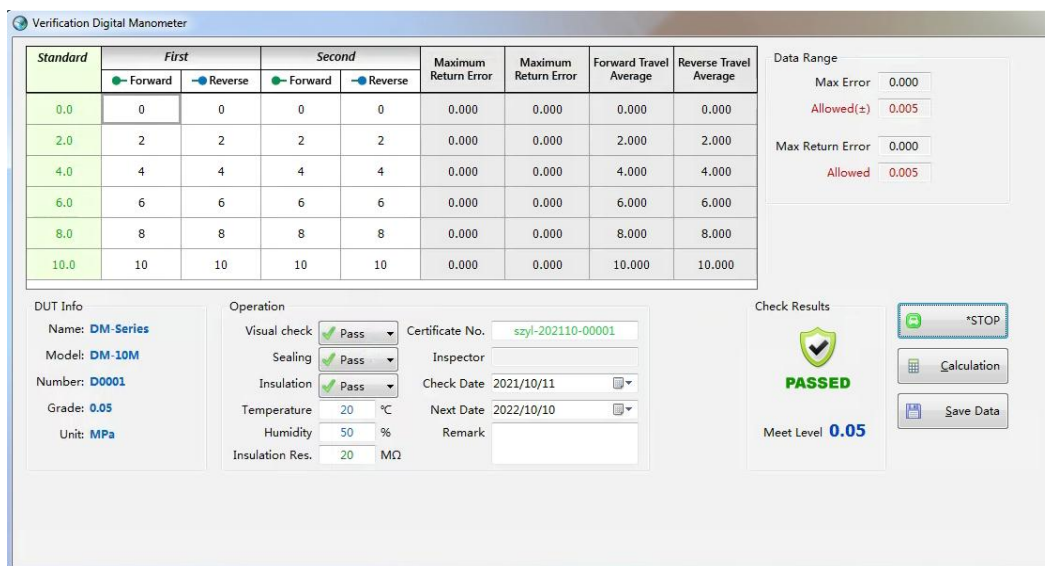 Verification Digital Manometer
Standard First Second Maximum Return Error Maximum Return Error Forward Travel Average Reverse Travel Average
Forward Reverse Forward Reverse
0.0 0 0 0 0 0.000 0.000 0.000 0.000
2.0 2 2 2 2 0.000 0.000 2.000 2.000
4.0 4 4 4 4 0.000 0.000 4.000 4.000
6.0 6 6 6 6 0.000 0.000 6.000 6.000
8.0 8 8 8 8 0.000 0.000 8.000 8.000
10.0 10 10 10 10 0.000 0.000 10.000 10.000
Data Range
Max Error 0.000
Allowed(±) 0.005
Max Return Error 0.000
Allowed 0.005
DUT Info
Name: DM-Series
Model: DM-10M
Number: D0001
Grade: 0.05
Unit: MPa
Operation
Visual check Pass Certificate No. szyl-202110-00001
Sealing Pass Inspector
Insulation Pass Check Date 2021/10/11
Temperature 20 ℃ Next Date 2022/10/10
Humidity 50 % Remark
Insulation Res. 20 MΩ
Check Results
PASSED
Meet Level 0.05
*STOP
Calculation
Save Data